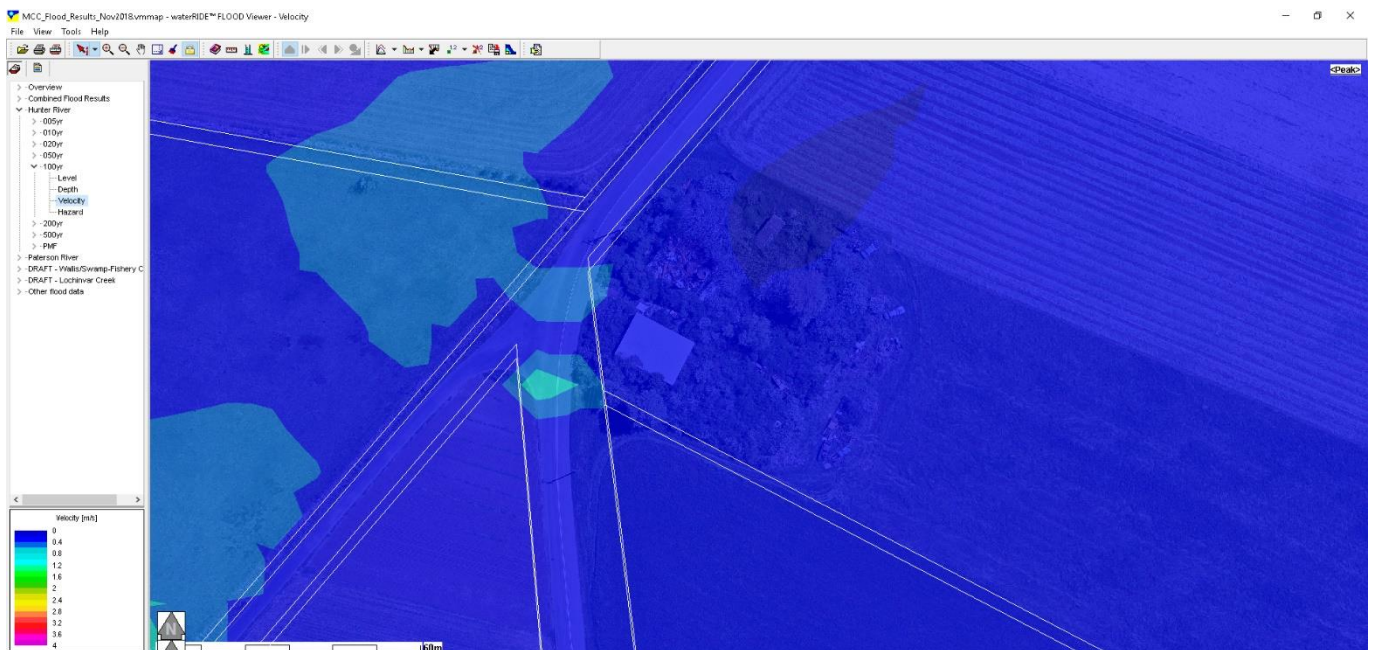 MCC_Flood_Results_Nov2018.vmmap - waterRIDE™ FLOOD Viewer - Velocity
File View Tools Help
<Peak>
Overview
Combined Flood Results
Hunter River
005yr
010yr
020yr
050yr
100yr
Level
Depth
Velocity
Hazard
200yr
500yr
PMF
Paterson River
DRAFT - Wallis/Swamp-Fishery C
DRAFT - Lochinvar Creek
Other flood data
Velocity [m/s]
0
0.4
0.8
1.2
1.6
2
2.4
2.8
3.2
3.6
4
N
60m